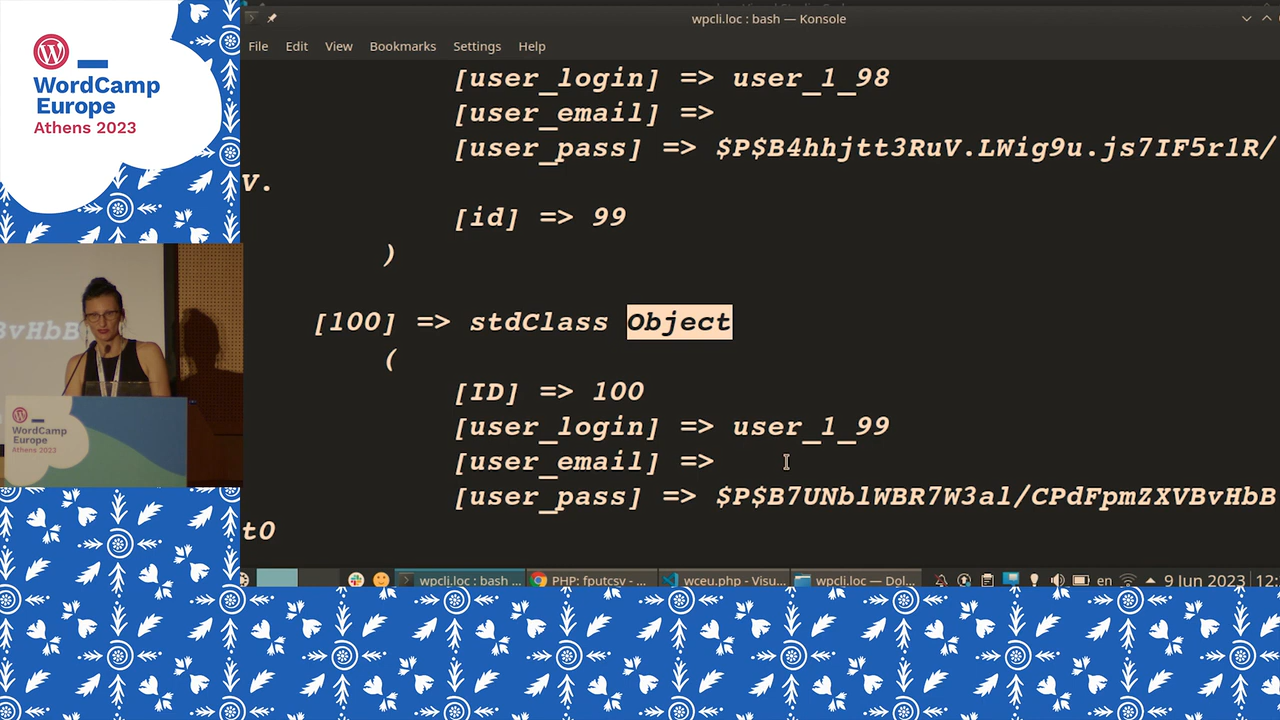 WordCamp
Europe
Athens 2023
wpcli.loc : bash — Konsole
File Edit View Bookmarks Settings Help
[user_login] => user_1_98
[user_email] =>
[user_pass] => $P$B4hhjtt3RuV.LWig9u.js7IF5r1R/
V.
[id] => 99
)
[100] => stdClass Object
(
[ID] => 100
[user_login] => user_1_99
[user_email] =>
[user_pass] => $P$B7UNblWBR7W3al/CPdFpmZXVBvHbB
t0
BvHbB
WordCamp
Europe
Athens 2023
wpcli.loc : bash ... PHP: fputcsv - ... wceu.php - Visu... wpcli.loc — Dol... en 9 Jun 2023 12: